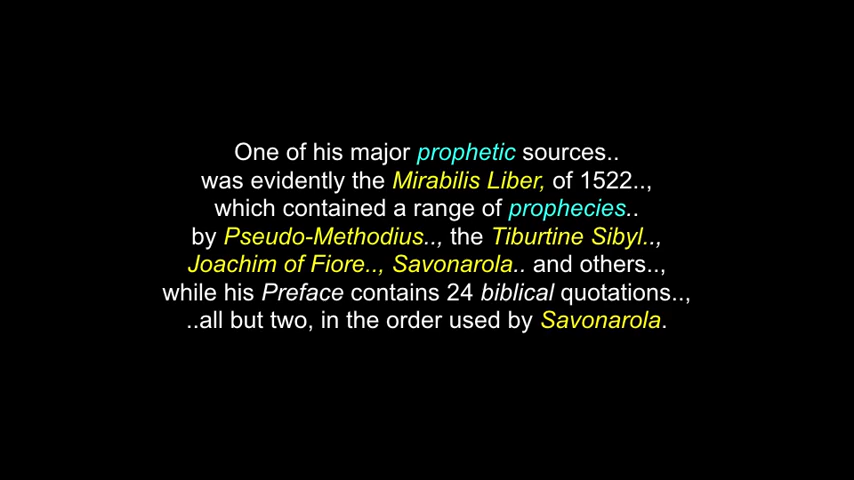 One of his major prophetic sources..
was evidently the Mirabilis Liber, of 1522..,
which contained a range of prophecies..
by Pseudo-Methodius.., the Tiburtine Sibyl..,
Joachim of Fiore.., Savonarola.. and others..,
while his Preface contains 24 biblical quotations..,
..all but two, in the order used by Savonarola.